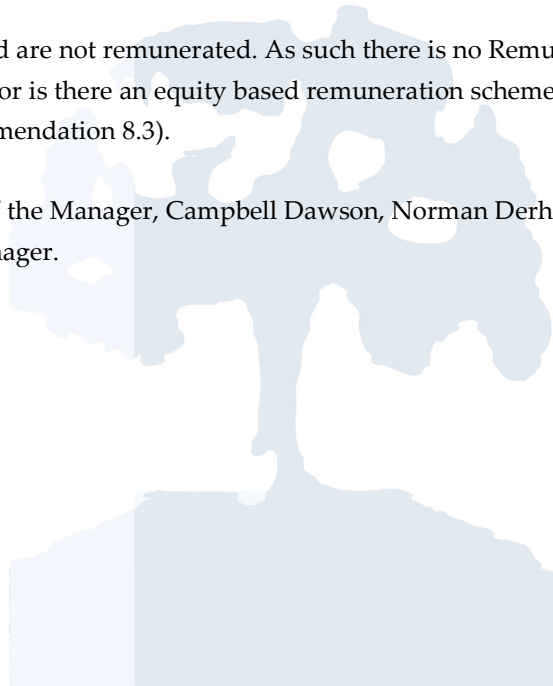 d are not remunerated. As such there is no Remu
or is there an equity based remuneration scheme
mendation 8.3).
f the Manager, Campbell Dawson, Norman Derh
nager.